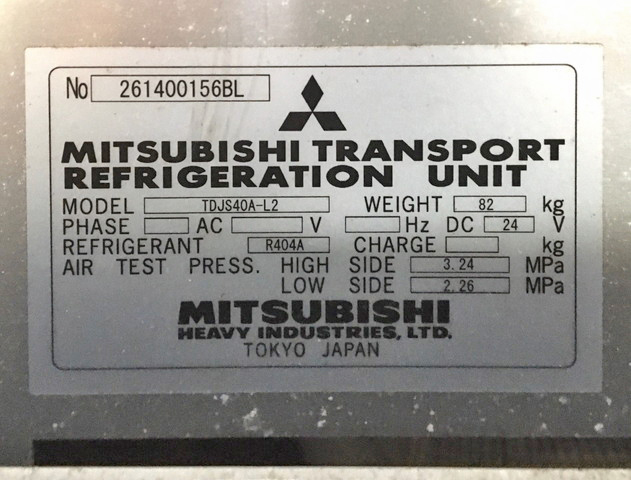 No 261400156BL
MITSUBISHI TRANSPORT
REFRIGERATION UNIT
MODEL TDJS40A-L2 WEIGHT 82 kg
PHASE AC V Hz DC 24 V
REFRIGERANT R404A CHARGE kg
AIR TEST PRESS. HIGH SIDE 3.24 MPa
LOW SIDE 2.26 MPa
MITSUBISHI
HEAVY INDUSTRIES, LTD.
TOKYO JAPAN